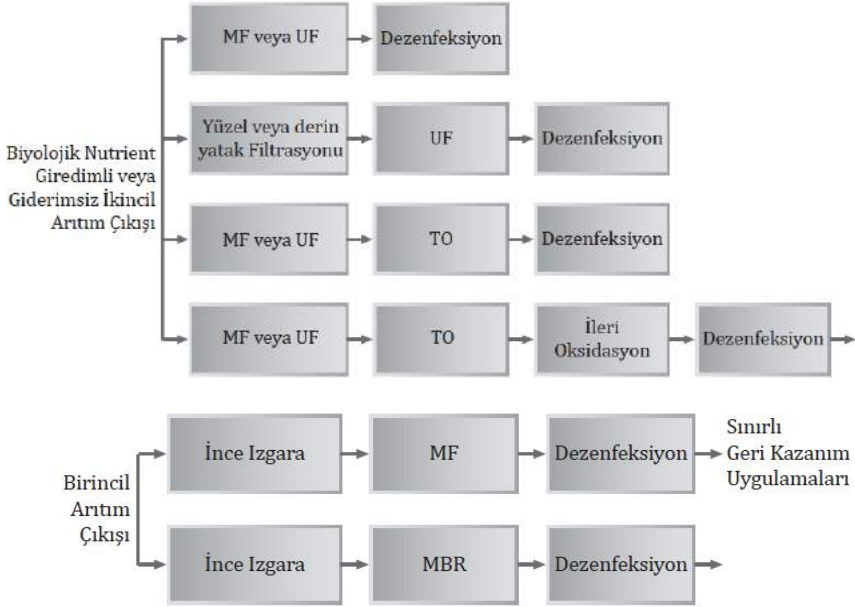 MF veya UF
Dezenfeksiyon
Biyolojik Nutrient
Giredimli veya
Giderimsiz İkincil
Arıtım Çıkışı
Yüzel veya derin
yatak Filtrasyonu
UF
Dezenfeksiyon
MF veya UF
TO
Dezenfeksiyon
MF veya UF
TO
İleri
Oksidasyon
Dezenfeksiyon
Birincil
Arıtım
Çıkışı
İnce Izgara
MF
Dezenfeksiyon
Sınırlı
Geri Kazanım
Uygulamaları
İnce Izgara
MBR
Dezenfeksiyon